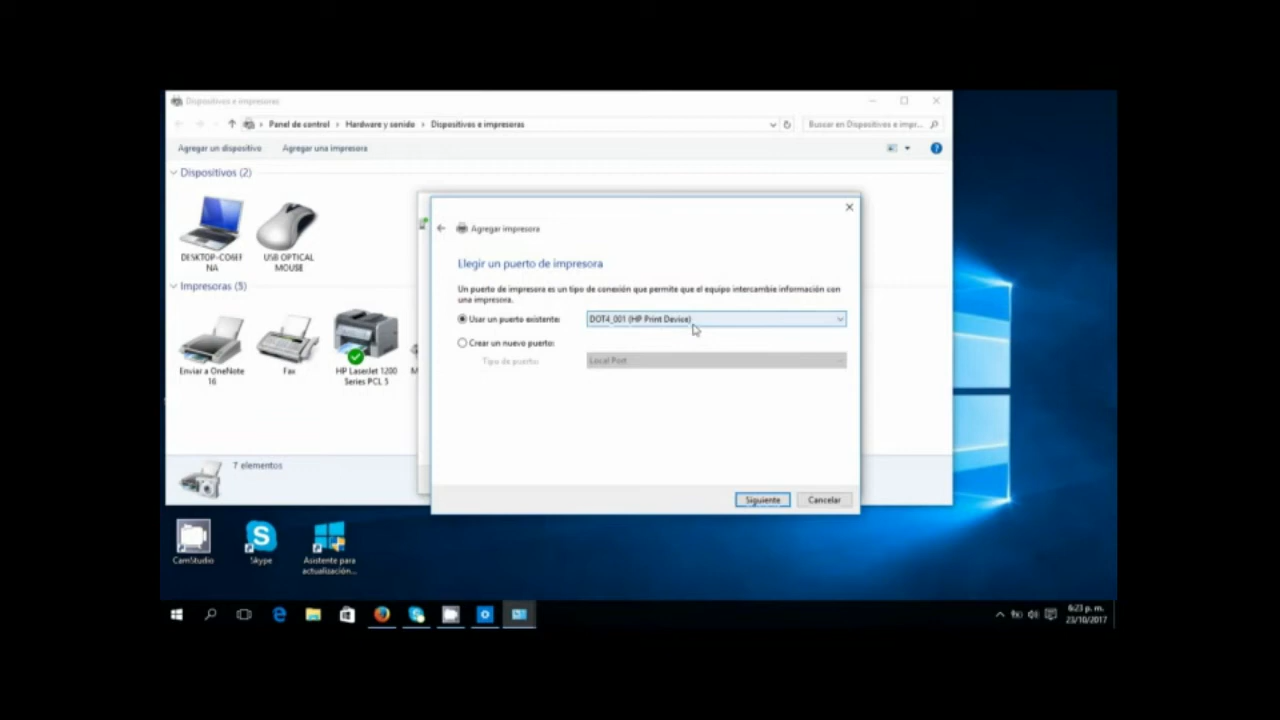 Dispositivos e impresoras
Panel de control › Hardware y sonido › Dispositivos e impresoras
Buscar en Dispositivos e impr...
Agregar un dispositivo Agregar una impresora
Dispositivos (2)
USB OPTICAL
MOUSE
NA
Impresoras (5)
Enviar a OneNote
16
Fax
HP LaserJet 1200
Series PCL 5
M
7 elementos
Agregar impresora
Elegir un puerto de impresora
Un puerto de impresora es un tipo de conexión que permite que el equipo intercambie información con
una impresora.
Usar un puerto existente: DOT4_001 (HP Print Device)
Crear un nuevo puerto:
Tipo de puerto: Local Port
Siguiente Cancelar
CamStudio
Skype
Asistente para
actualización...
6:23 p. m.
23/10/2017